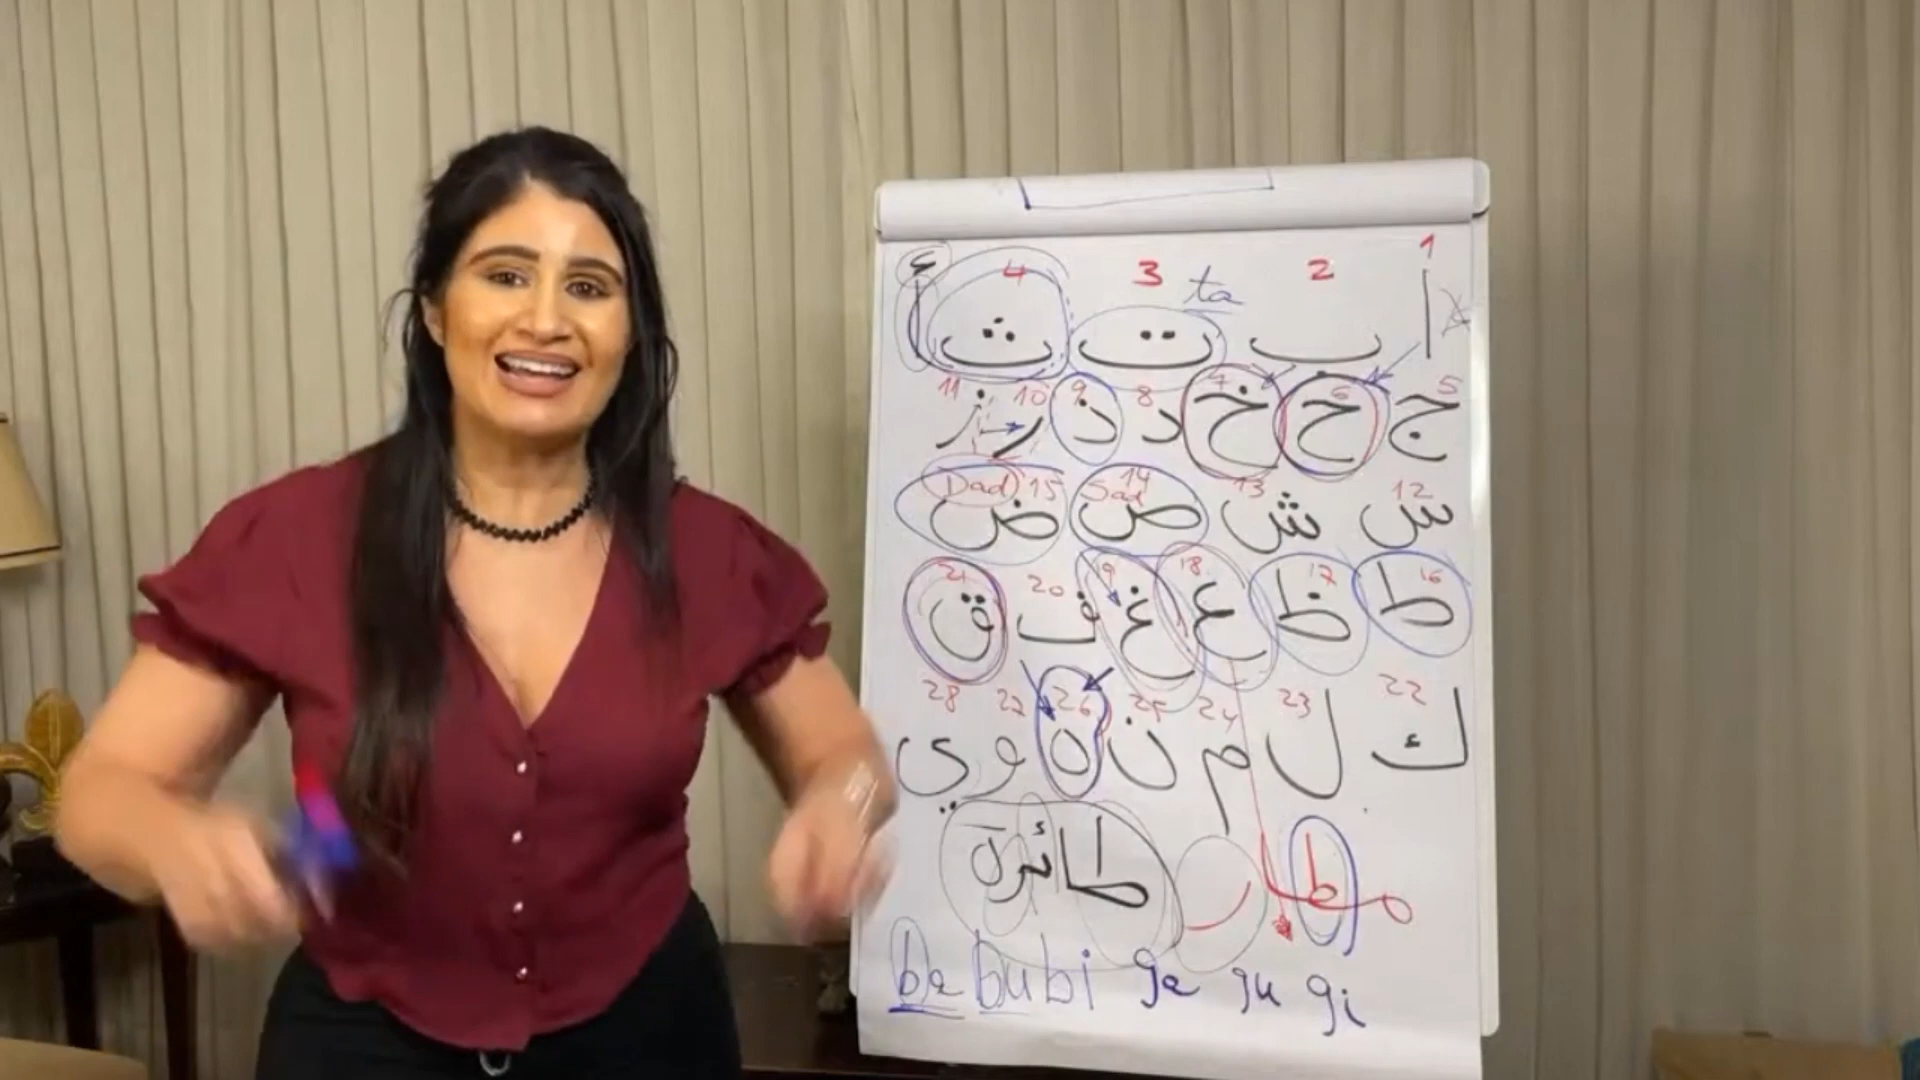 1 2 3 ta 4 ء
ا ب ت ث أ
5 6 7 8 9 10 11
ج ح خ د ذ ر ز
12 13 14 Sad 15 Dad
س ش ص ض
16 17 18 19 20 21
ط ظ ع غ ف ق
22 23 24 25 26 27 28
ك ل م ن ه و ي
مطار طائرة
ba bu bi ga gu gi